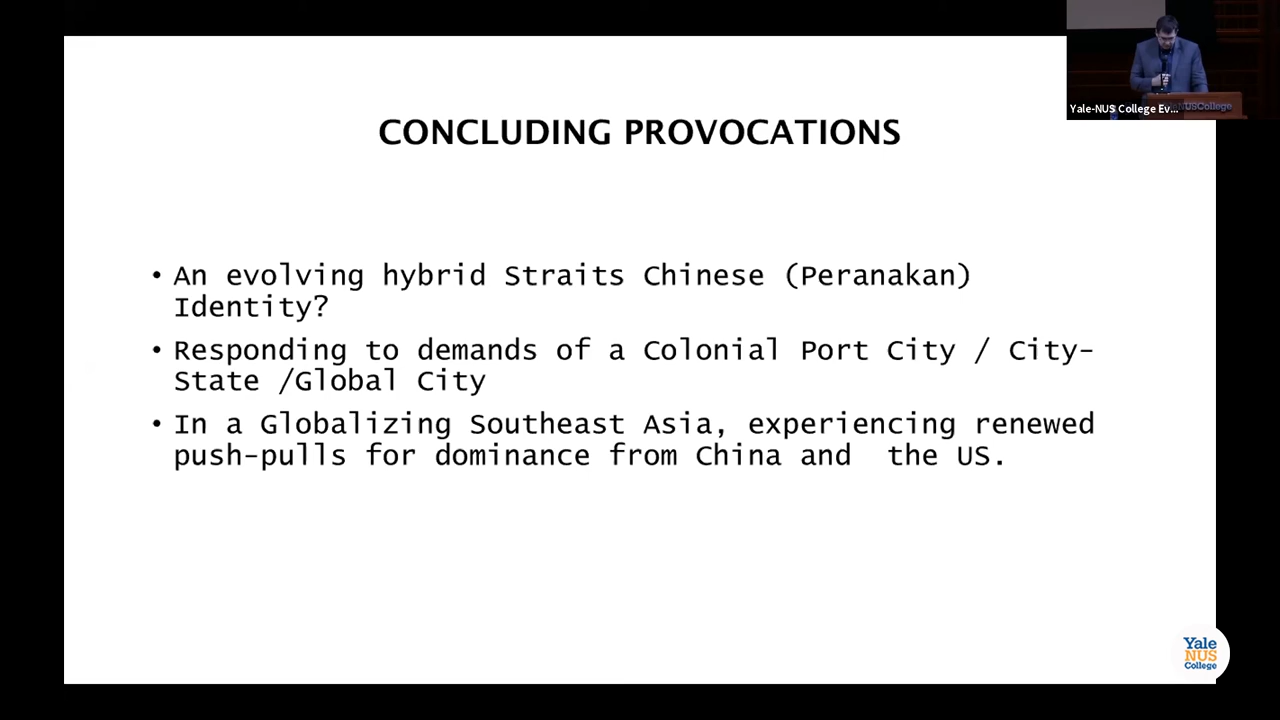 Yale-NUS College Ev...
CONCLUDING PROVOCATIONS
• An evolving hybrid Straits Chinese (Peranakan)
Identity?
• Responding to demands of a Colonial Port City / City-
State /Global City
• In a Globalizing Southeast Asia, experiencing renewed
push-pulls for dominance from China and  the US.
Yale
NUS
College